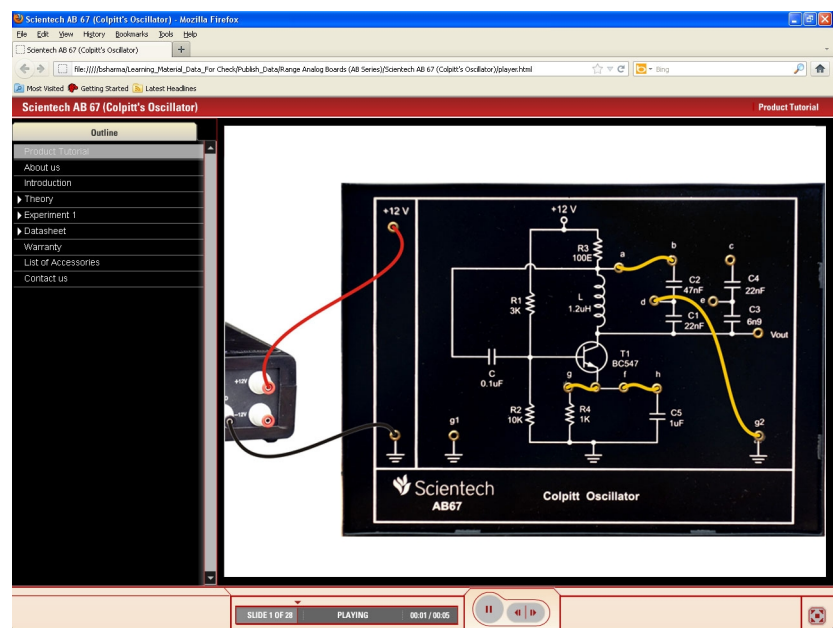 Scientech AB 67 (Colpitt's Oscillator) - Mozilla Firefox
File Edit View History Bookmarks Tools Help
Scientech AB 67 (Colpitt's Oscillator) +
file://///bsharma/Learning_Material_Data_For Check/Publish_Data/Range Analog Boards (AB Series)/Scientech AB 67 (Colpitt's Oscillator)/player.html
Bing
Most Visited Getting Started Latest Headlines
Scientech AB 67 (Colpitt's Oscillator)
Product Tutorial
Outline
Product Tutorial
About us
Introduction
Theory
Experiment 1
Datasheet
Warranty
List of Accessories
Contact us
+12 V
+12 V
R3
100E
a
b
c
C2
47nF
C4
22nF
L
1.2uH
R1
3K
d
e
C1
22nF
C3
6n9
Vout
T1
BC547
C
0.1uF
g
f
h
R2
10K
R4
1K
C5
1uF
g1
g2
+12V
-12V
Scientech
AB67
Colpitt Oscillator
SLIDE 1 OF 28
PLAYING
00:01 / 00:05